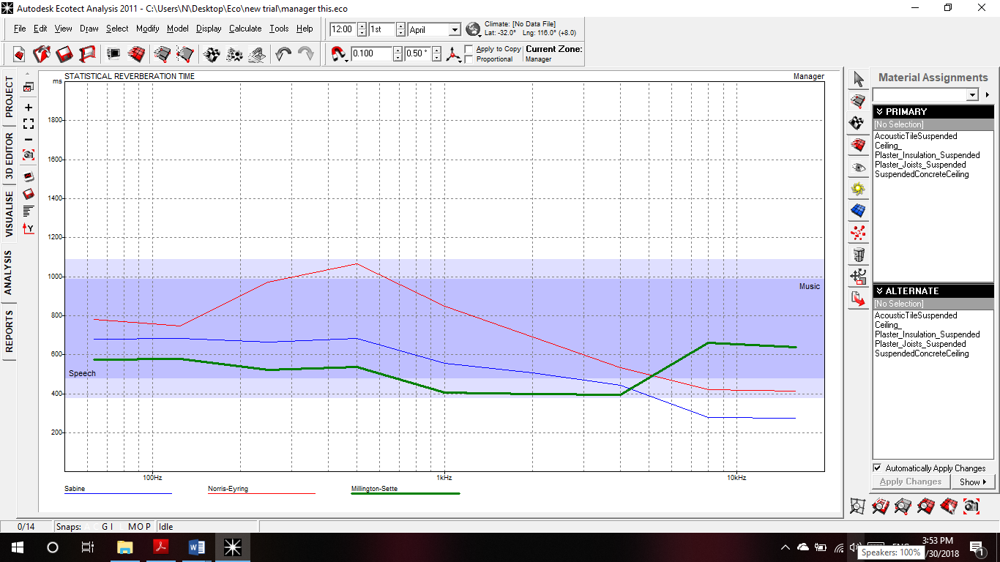 Autodesk Ecotect Analysis 2011 - C:\Users\N\Desktop\Eco\new trial\manager this.eco
File Edit View Draw Select Modify Model Display Calculate Tools Help
12:00 1st April
Climate: [No Data File]
Lat: -32.0° Lng: 116.0° (+8.0)
0.100 0.50°
Apply to Copy
Proportional
Current Zone:
Manager
PROJECT
3D EDITOR
VISUALISE
ANALYSIS
REPORTS
STATISTICAL REVERBERATION TIME
Manager
ms
1800
1600
1400
1200
1000
800
600
400
200
Music
Speech
100Hz 1kHz 10kHz
Sabine Norris-Eyring Millington-Sette
Material Assignments
PRIMARY
[No Selection]
AcousticTileSuspended
Ceiling_
Plaster_Insulation_Suspended
Plaster_Joists_Suspended
SuspendedConcreteCeiling
ALTERNATE
[No Selection]
AcousticTileSuspended
Ceiling_
Plaster_Insulation_Suspended
Plaster_Joists_Suspended
SuspendedConcreteCeiling
Automatically Apply Changes
Apply Changes Show
0/14 Snaps: A C G I L M O P Idle
3:53 PM
/30/2018
Speakers: 100%
1